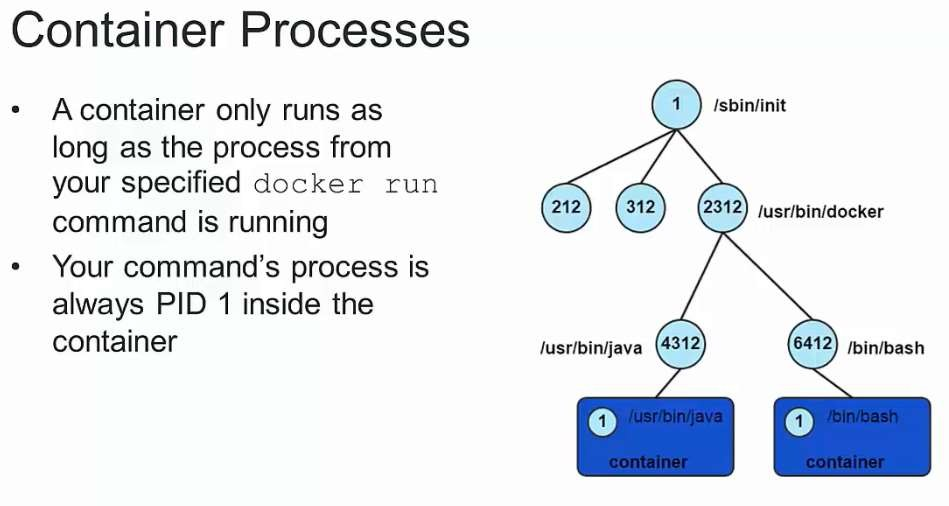 Container Processes
• A container only runs as
long as the process from
your specified docker run
command is running
• Your command's process is
always PID 1 inside the
container
1 /sbin/init
212 312 2312 /usr/bin/docker
/usr/bin/java 4312 6412 /bin/bash
1 /usr/bin/java
container
1 /bin/bash
container